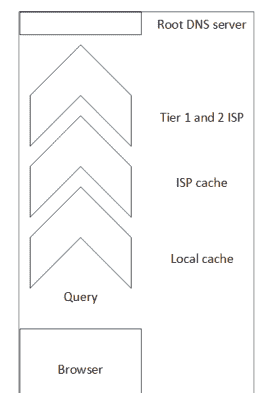 Root DNS server
Tier 1 and 2 ISP
ISP cache
Local cache
Query
Browser